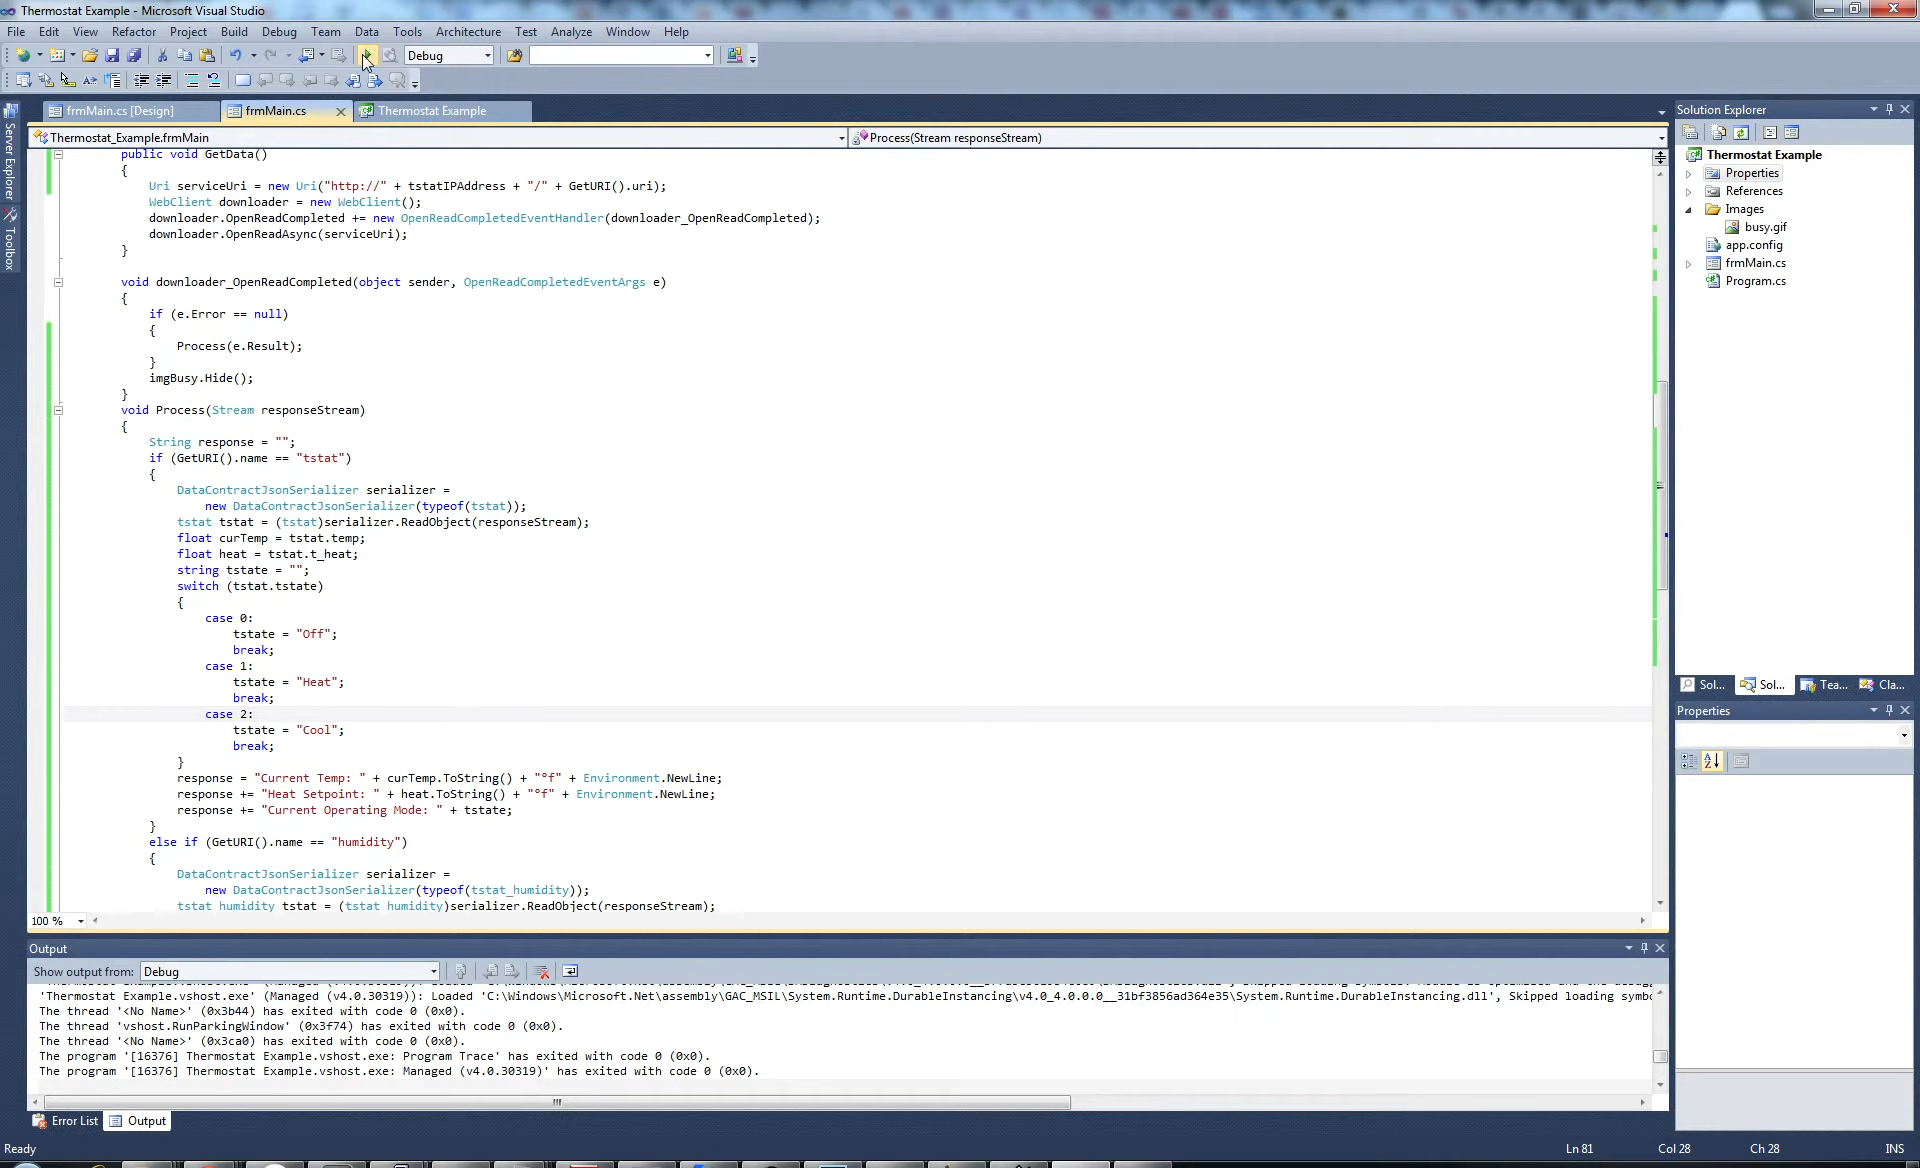 Thermostat Example - Microsoft Visual Studio
File Edit View Refactor Project Build Debug Team Data Tools Architecture Test Analyze Window Help
Debug
frmMain.cs [Design] frmMain.cs Thermostat Example
Thermostat_Example.frmMain Process(Stream responseStream)
Server Explorer
Toolbox
public void GetData()
{
Uri serviceUri = new Uri("http://" + tstatIPAddress + "/" + GetURI().uri);
WebClient downloader = new WebClient();
downloader.OpenReadCompleted += new OpenReadCompletedEventHandler(downloader_OpenReadCompleted);
downloader.OpenReadAsync(serviceUri);
}
void downloader_OpenReadCompleted(object sender, OpenReadCompletedEventArgs e)
{
if (e.Error == null)
{
Process(e.Result);
}
imgBusy.Hide();
}
void Process(Stream responseStream)
{
String response = "";
if (GetURI().name == "tstat")
{
DataContractJsonSerializer serializer =
new DataContractJsonSerializer(typeof(tstat));
tstat tstat = (tstat)serializer.ReadObject(responseStream);
float curTemp = tstat.temp;
float heat = tstat.t_heat;
string tstate = "";
switch (tstat.tstate)
{
case 0:
tstate = "Off";
break;
case 1:
tstate = "Heat";
break;
case 2:
tstate = "Cool";
break;
}
response = "Current Temp: " + curTemp.ToString() + "°f" + Environment.NewLine;
response += "Heat Setpoint: " + heat.ToString() + "°f" + Environment.NewLine;
response += "Current Operating Mode: " + tstate;
}
else if (GetURI().name == "humidity")
{
DataContractJsonSerializer serializer =
new DataContractJsonSerializer(typeof(tstat_humidity));
tstat_humidity tstat = (tstat_humidity)serializer.ReadObject(responseStream);
100 %
Solution Explorer
Thermostat Example
Properties
References
Images
busy.gif
app.config
frmMain.cs
Program.cs
Sol... Sol... Tea... Cla...
Properties
Output
Show output from: Debug
'Thermostat Example.vshost.exe' (Managed (v4.0.30319)): Loaded 'C:\Windows\Microsoft.Net\assembly\GAC_MSIL\System.Runtime.DurableInstancing\v4.0_4.0.0.0__31bf3856ad364e35\System.Runtime.DurableInstancing.dll', Skipped loading symbo
The thread '<No Name>' (0x3b44) has exited with code 0 (0x0).
The thread 'vshost.RunParkingWindow' (0x3f74) has exited with code 0 (0x0).
The thread '<No Name>' (0x3ca0) has exited with code 0 (0x0).
The program '[16376] Thermostat Example.vshost.exe: Program Trace' has exited with code 0 (0x0).
The program '[16376] Thermostat Example.vshost.exe: Managed (v4.0.30319)' has exited with code 0 (0x0).
Error List Output
Ready Ln 81 Col 28 Ch 28 INS